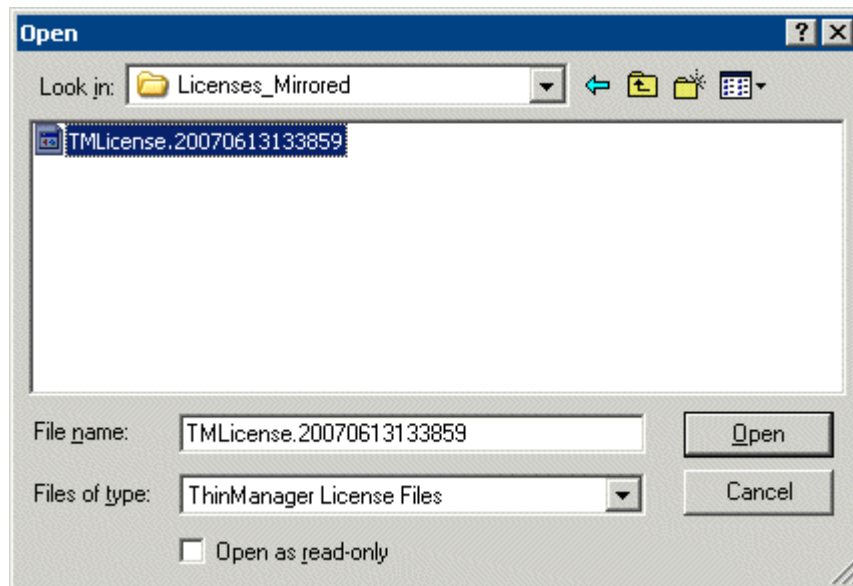 Open
Look in: Licenses_Mirrored
TMLicense.20070613133859
File name: TMLicense.20070613133859 Open
Files of type: ThinManager License Files Cancel
Open as read-only